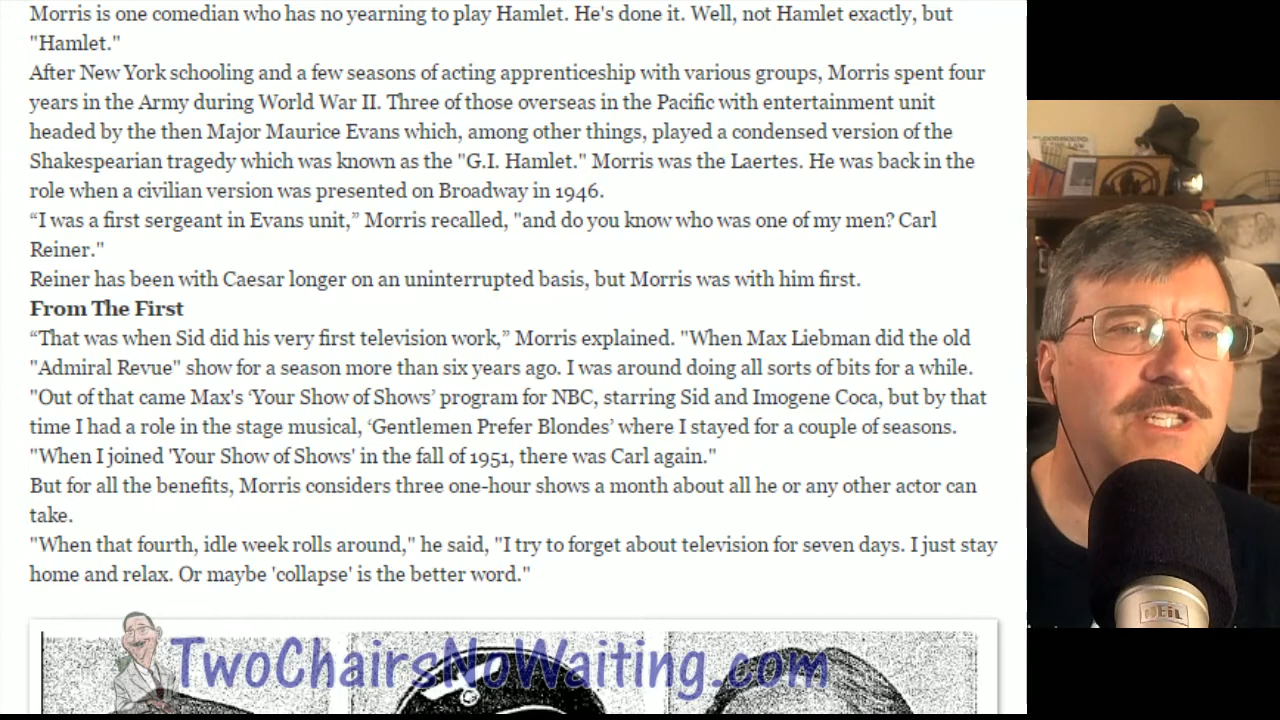 Morris is one comedian who has no yearning to play Hamlet. He's done it. Well, not Hamlet exactly, but
"Hamlet."
After New York schooling and a few seasons of acting apprenticeship with various groups, Morris spent four
years in the Army during World War II. Three of those overseas in the Pacific with entertainment unit
headed by the then Major Maurice Evans which, among other things, played a condensed version of the
Shakespearian tragedy which was known as the "G.I. Hamlet." Morris was the Laertes. He was back in the
role when a civilian version was presented on Broadway in 1946.
“I was a first sergeant in Evans unit,” Morris recalled, "and do you know who was one of my men? Carl
Reiner."
Reiner has been with Caesar longer on an uninterrupted basis, but Morris was with him first.
From The First
“That was when Sid did his very first television work,” Morris explained. "When Max Liebman did the old
"Admiral Revue" show for a season more than six years ago. I was around doing all sorts of bits for a while.
"Out of that came Max's ‘Your Show of Shows’ program for NBC, starring Sid and Imogene Coca, but by that
time I had a role in the stage musical, ‘Gentlemen Prefer Blondes’ where I stayed for a couple of seasons.
"When I joined 'Your Show of Shows' in the fall of 1951, there was Carl again."
But for all the benefits, Morris considers three one-hour shows a month about all he or any other actor can
take.
"When that fourth, idle week rolls around," he said, "I try to forget about television for seven days. I just stay
home and relax. Or maybe 'collapse' is the better word."
TwoChairsNoWaiting.com
HEiL